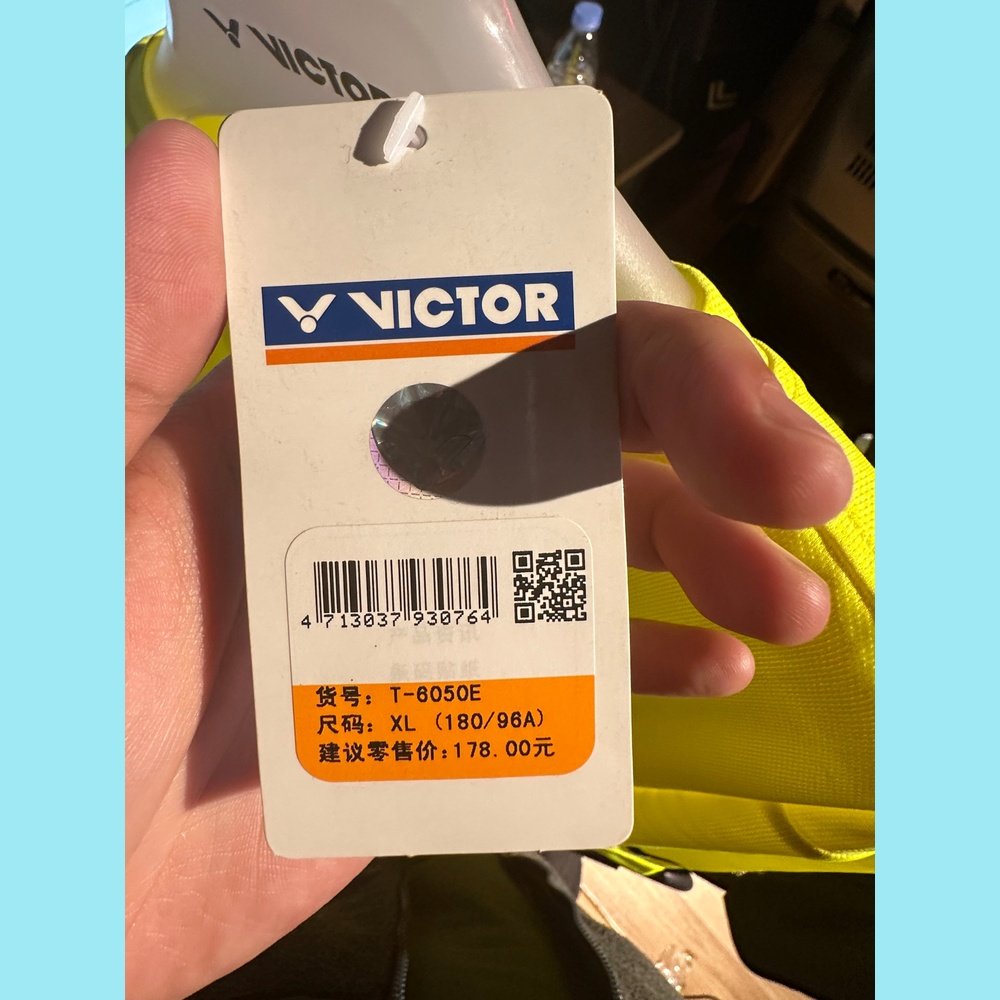 VICTOR
VICTOR
4 713037 930764
货号: T-6050E
尺码: XL (180/96A)
建议零售价:178.00元